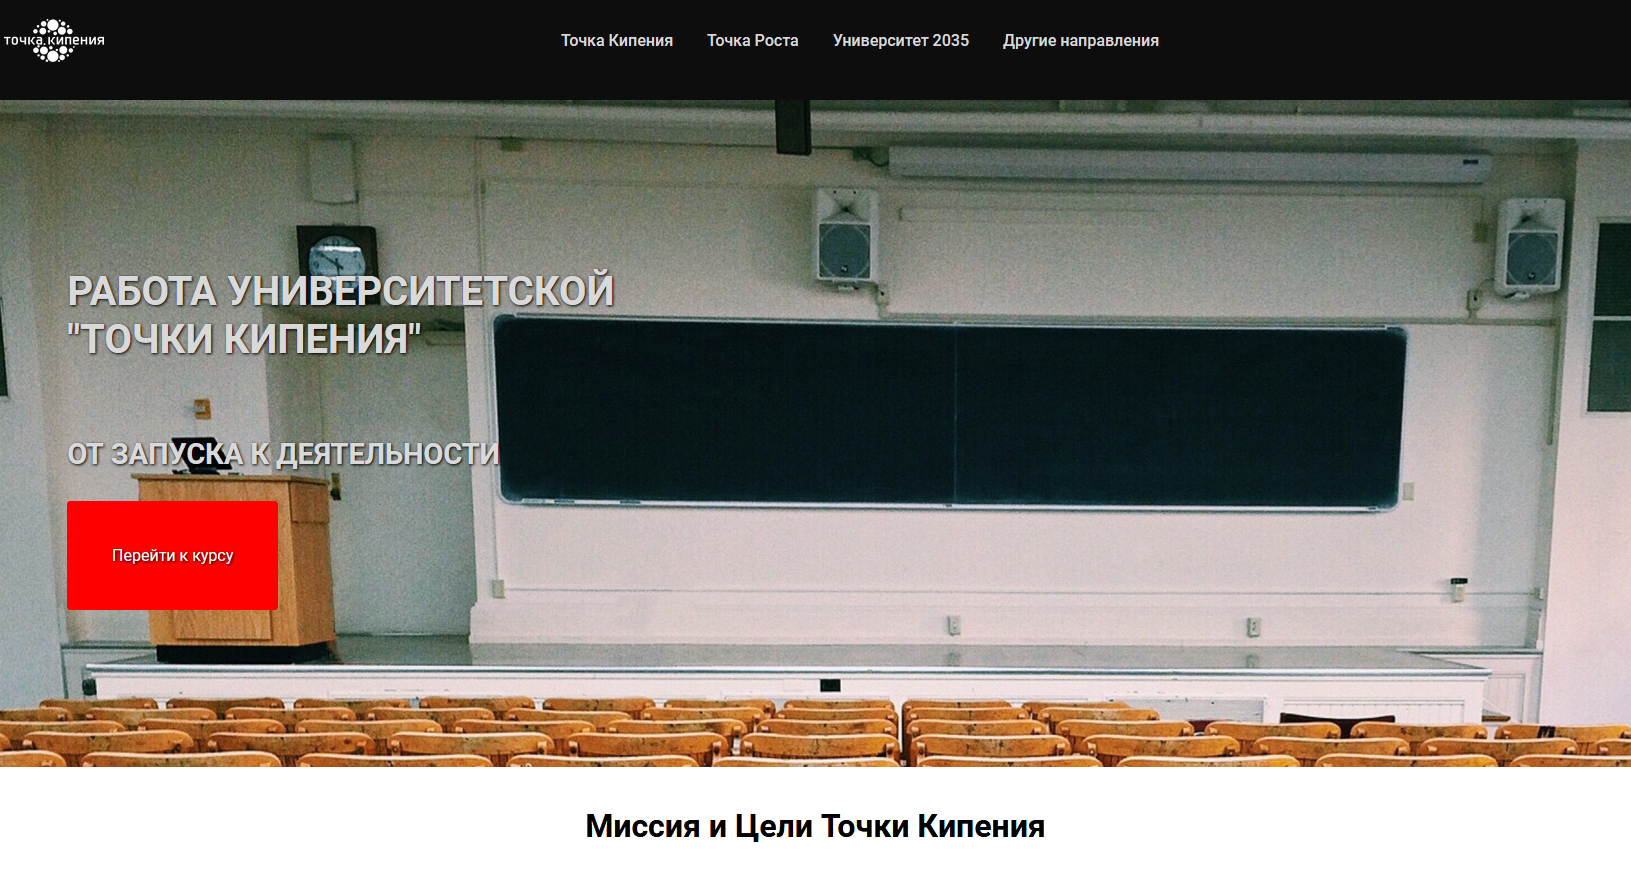 точка кипения
Точка Кипения
Точка Роста
Университет 2035
Другие направления
РАБОТА УНИВЕРСИТЕТСКОЙ
"ТОЧКИ КИПЕНИЯ"
ОТ ЗАПУСКА К ДЕЯТЕЛЬНОСТИ
Перейти к курсу
Миссия и Цели Точки Кипения